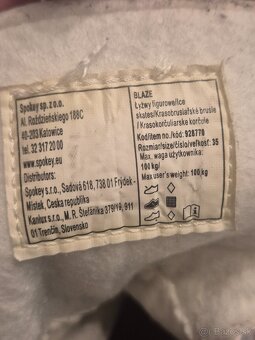 Spokey sp. z o.o.
Al. Roździeńskiego 188C
40-203 Katowice
tel. 32 317 20 00
www.spokey.eu
Distributors:
Spokey s.r.o., Sadová 618, 738 01 Frýdek -
Místek, Ceska republika
Kanlux s.r.o., M. R. Štefánika 379/19, 911
01 Trenčín, Slovensko
BLAZE
Łyżwy figurowe/Ice
skates/Krasobruslařské brusle/
/Krasokorčuliarske korčule
Kod/item no./kód: 926770
Rozmiar/size/číslo/veľkosť: 35
Max. waga użytkownika:
100 kg/
Max user's weight: 100 kg